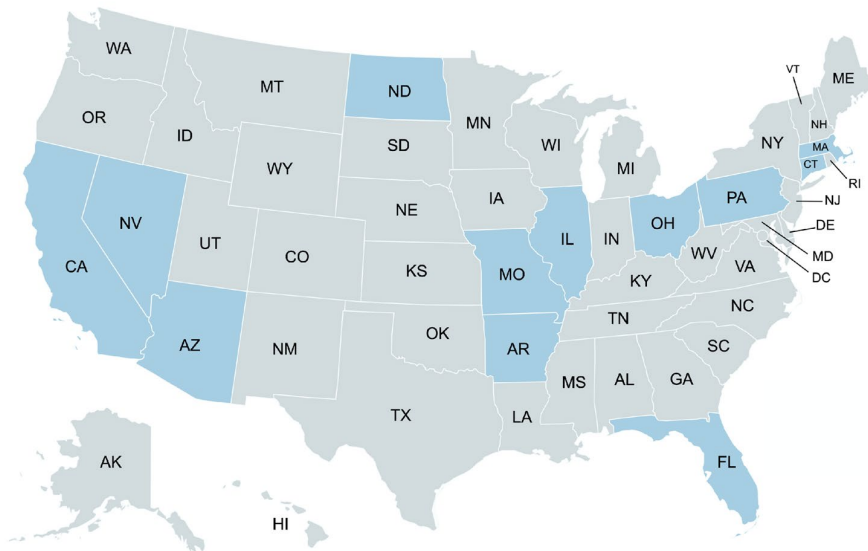 WA
MT
ND
MN
VT
ME
OR
ID
SD
WI
NH
WY
MI
NY
MA
CT
RI
NV
NE
IA
PA
NJ
CA
UT
CO
IL
IN
OH
DE
KS
MO
WV
MD
KY
VA
DC
AZ
NM
OK
AR
TN
NC
SC
MS
AL
GA
TX
LA
AK
FL
HI